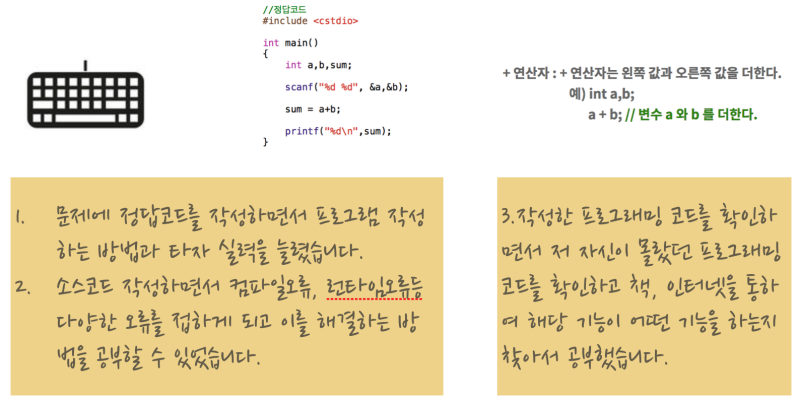 //정답코드
#include <cstdio>
int main()
{
int a,b,sum;
scanf("%d %d", &a,&b);
sum = a+b;
printf("%d\n",sum);
}
+ 연산자 : + 연산자는 왼쪽 값과 오른쪽 값을 더한다.
예) int a,b;
a + b; // 변수 a 와 b 를 더한다.
1. 문제에 정답코드를 작성하면서 프로그램 작성
하는 방법과 타자 실력을 늘렸습니다.
2. 소스코드 작성하면서 컴파일오류, 런타임오류등
다양한 오류를 접하게 되고 이를 해결하는 방
법을 공부할 수 있었습니다.
3.작성한 프로그래밍 코드를 확인하
면서 저 자신이 몰랐던 프로그래밍
코드를 확인하고 책, 인터넷을 통하
여 해당 기능이 어떤 기능을 하는지
찾아서 공부했습니다.